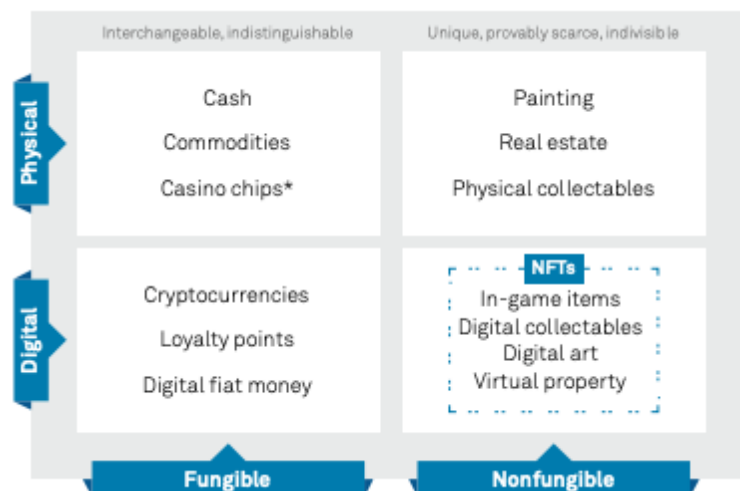 Interchangeable, indistinguishable
Unique, provably scarce, indivisible
Physical
Cash
Commodities
Casino chips*
Painting
Real estate
Physical collectables
Digital
Cryptocurrencies
Loyalty points
Digital fiat money
NFTs
In-game items
Digital collectables
Digital art
Virtual property
Fungible
Nonfungible